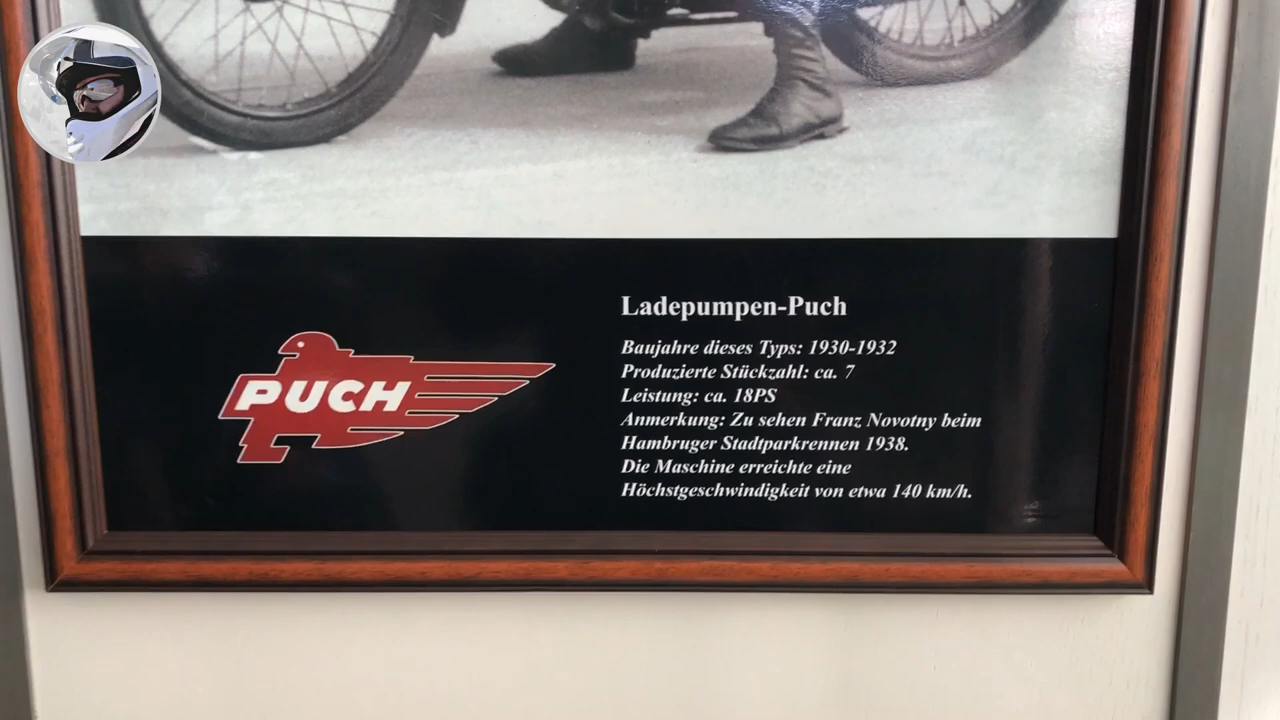 PUCH
Ladepumpen-Puch
Baujahre dieses Typs: 1930-1932
Produzierte Stückzahl: ca. 7
Leistung: ca. 18PS
Anmerkung: Zu sehen Franz Novotny beim
Hambruger Stadtparkrennen 1938.
Die Maschine erreichte eine
Höchstgeschwindigkeit von etwa 140 km/h.